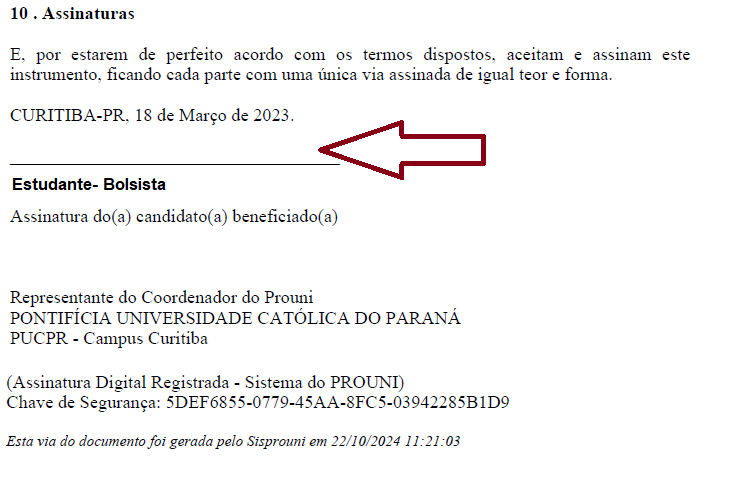 10 . Assinaturas
E, por estarem de perfeito acordo com os termos dispostos, aceitam e assinam este
instrumento, ficando cada parte com uma única via assinada de igual teor e forma.
CURITIBA-PR, 18 de Março de 2023.
Estudante- Bolsista
Assinatura do(a) candidato(a) beneficiado(a)
Representante do Coordenador do Prouni
PONTIFÍCIA UNIVERSIDADE CATÓLICA DO PARANÁ
PUCPR - Campus Curitiba
(Assinatura Digital Registrada - Sistema do PROUNI)
Chave de Segurança: 5DEF6855-0779-45AA-8FC5-03942285B1D9
Esta via do documento foi gerada pelo Sisprouni em 22/10/2024 11:21:03